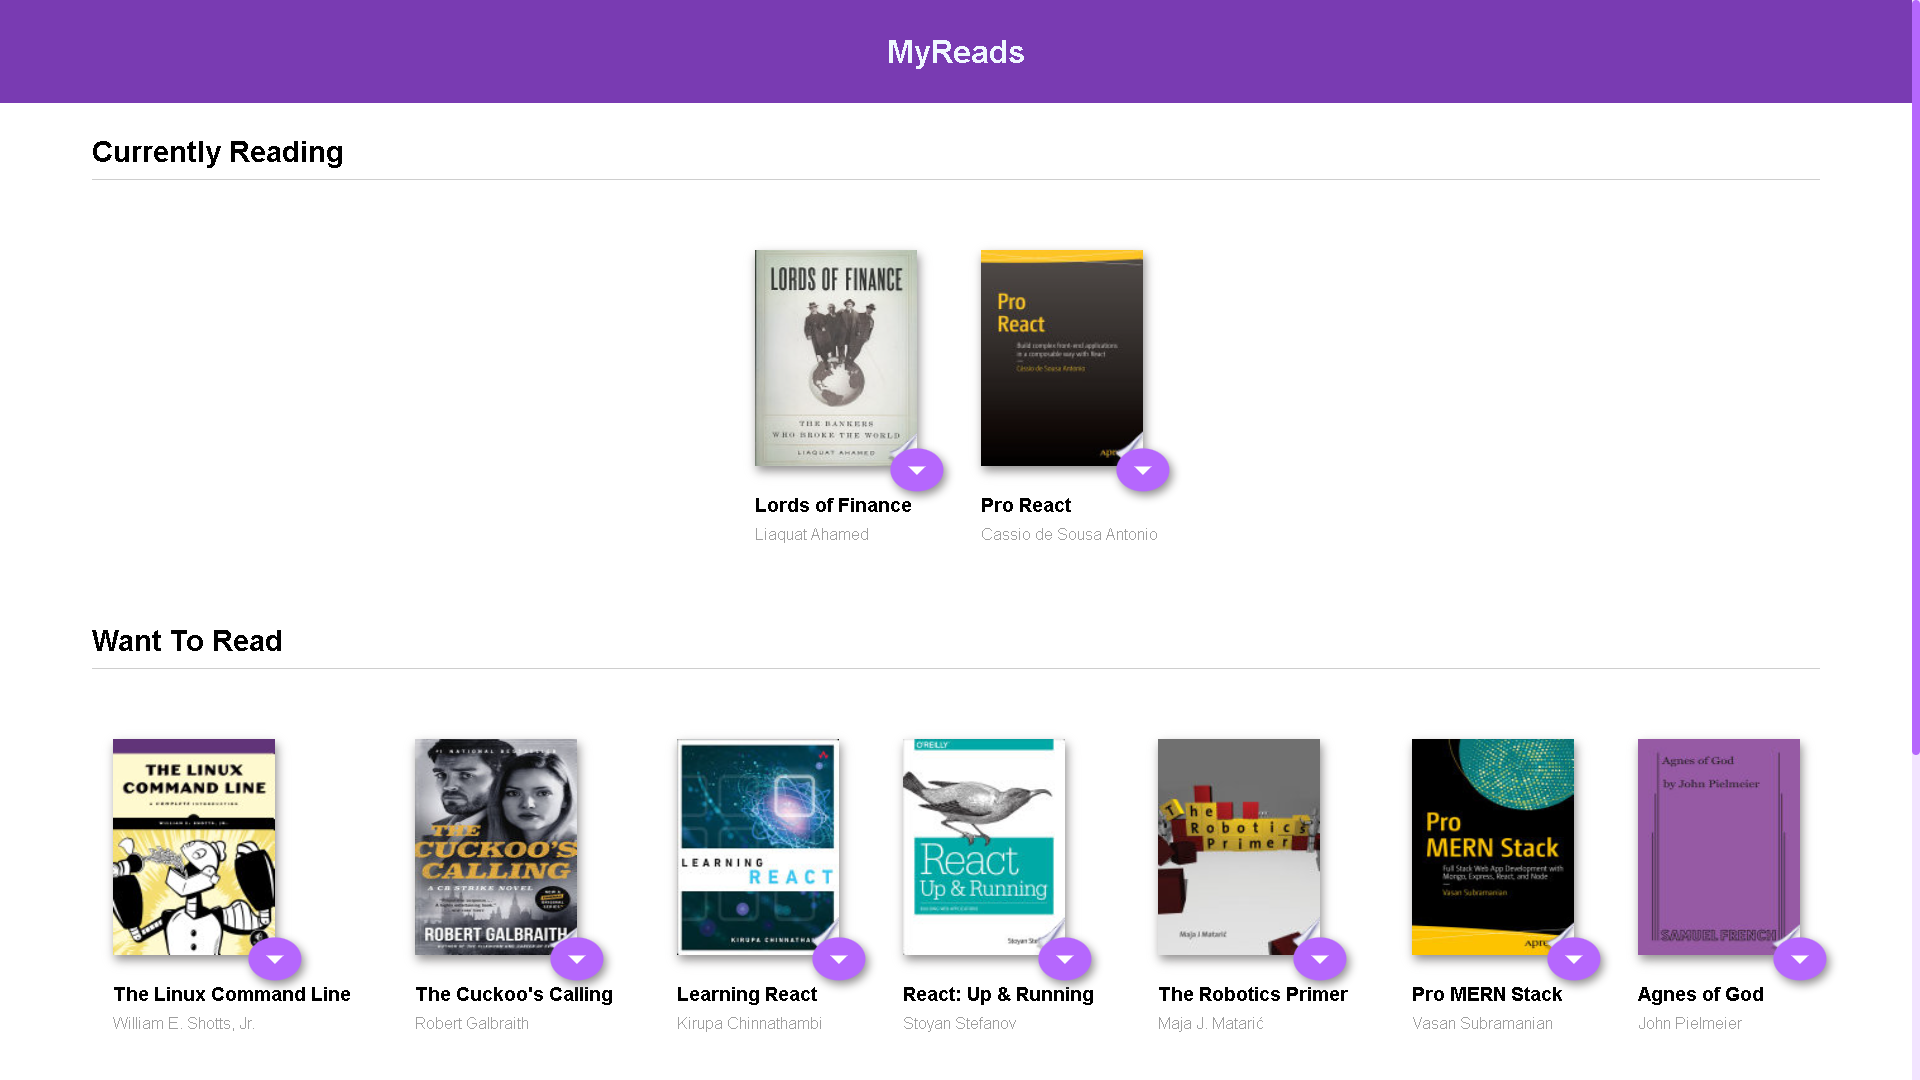 MyReads
Currently Reading
LORDS OF FINANCE
THE BANKERS
WHO BROKE THE WORLD
LIAQUAT AHAMED
Lords of Finance
Liaquat Ahamed
Pro
React
Build complex front-end applications
in a composable way with React
Cassio de Sousa Antonio
Pro React
Cassio de Sousa Antonio
Want To Read
THE LINUX
COMMAND LINE
A COMPLETE INTRODUCTION
WILLIAM E. SHOTTS, JR.
The Linux Command Line
William E. Shotts, Jr.
#1 NATIONAL BESTSELLER
THE
CUCKOO'S
CALLING
A CB STRIKE NOVEL
ROBERT GALBRAITH
The Cuckoo's Calling
Robert Galbraith
LEARNING
REACT
KIRUPA CHINNATHA
Learning React
Kirupa Chinnathambi
O'REILLY
React
Up & Running
Stoyan Ste
React: Up & Running
Stoyan Stefanov
The
Robotics
Primer
Maja J Matarić
The Robotics Primer
Maja J. Matarić
Pro
MERN Stack
Full Stack Web App Development with
Mongo, Express, React, and Node
Vasan Subramanian
Apre
Pro MERN Stack
Vasan Subramanian
Agnes of God
by John Pielmeier
SAMUEL FRENCH
Agnes of God
John Pielmeier